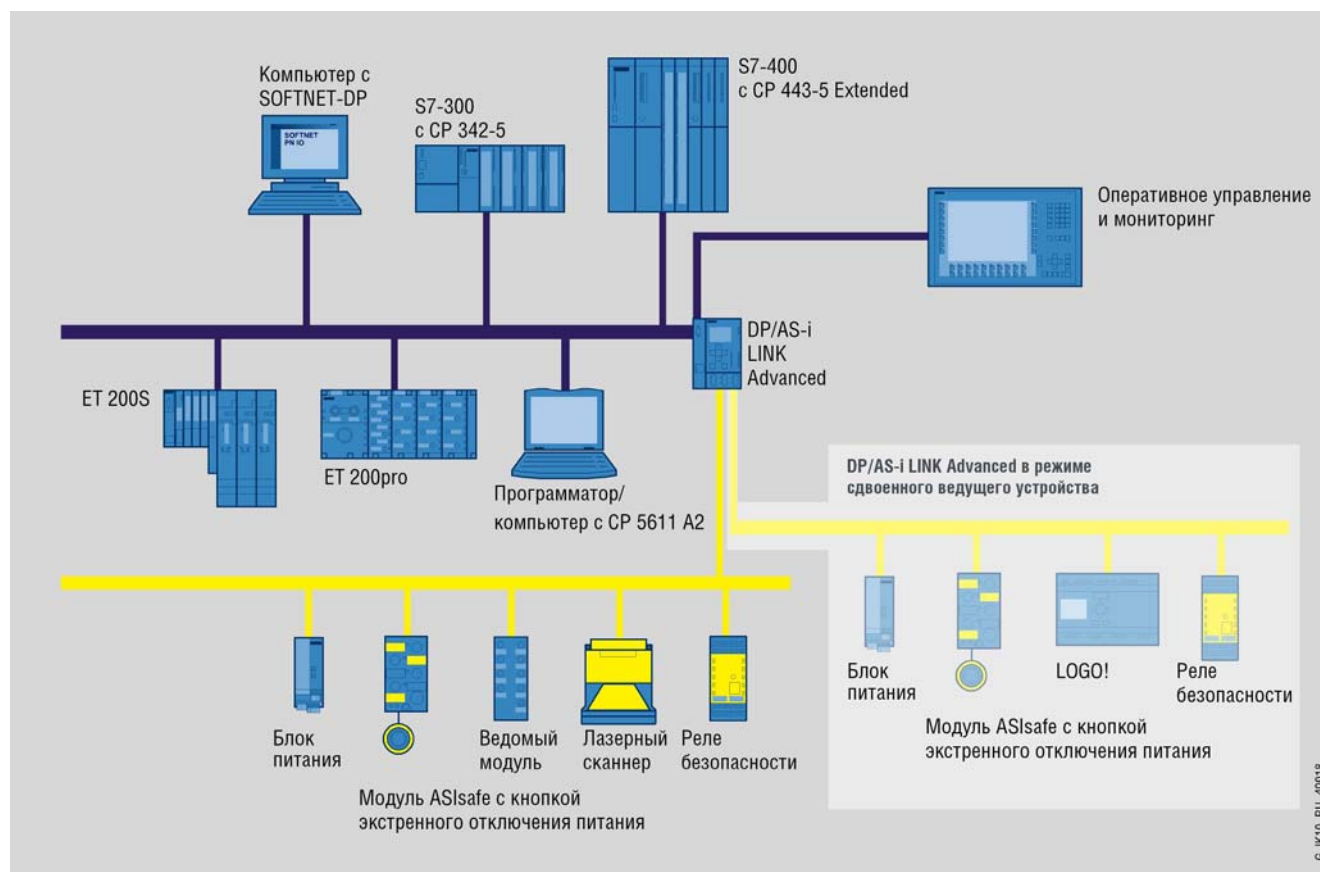 Компьютер с
SOFTNET-DP
SOFTNET
PN IO
S7-300
с CP 342-5
S7-400
с CP 443-5 Extended
Оперативное управление
и мониторинг
DP/AS-i
LINK
Advanced
ET 200S
ET 200pro
Программатор/
компьютер с CP 5611 A2
DP/AS-i LINK Advanced в режиме
сдвоенного ведущего устройства
Блок
питания
LOGO!
Реле
безопасности
Модуль ASIsafe с кнопкой
экстренного отключения питания
Блок
питания
Ведомый
модуль
Лазерный
сканнер
Реле
безопасности
Модуль ASIsafe с кнопкой
экстренного отключения питания